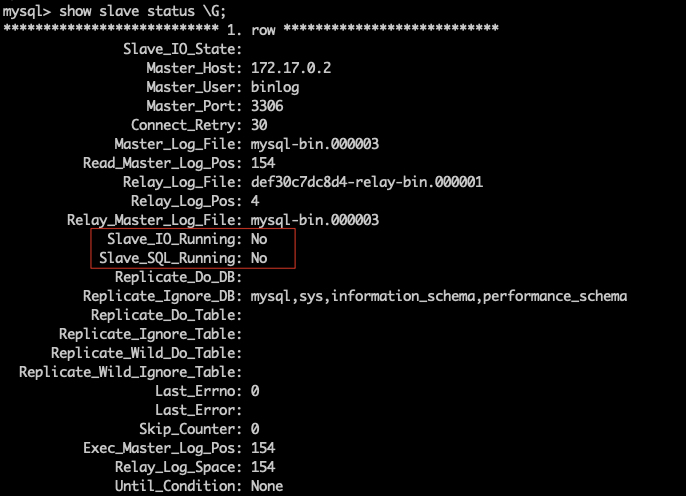 mysql> show slave status \G;
*************************** 1. row ***************************
Slave_IO_State:
Master_Host: 172.17.0.2
Master_User: binlog
Master_Port: 3306
Connect_Retry: 30
Master_Log_File: mysql-bin.000003
Read_Master_Log_Pos: 154
Relay_Log_File: def30c7dc8d4-relay-bin.000001
Relay_Log_Pos: 4
Relay_Master_Log_File: mysql-bin.000003
Slave_IO_Running: No
Slave_SQL_Running: No
Replicate_Do_DB:
Replicate_Ignore_DB: mysql,sys,information_schema,performance_schema
Replicate_Do_Table:
Replicate_Ignore_Table:
Replicate_Wild_Do_Table:
Replicate_Wild_Ignore_Table:
Last_Errno: 0
Last_Error:
Skip_Counter: 0
Exec_Master_Log_Pos: 154
Relay_Log_Space: 154
Until_Condition: None